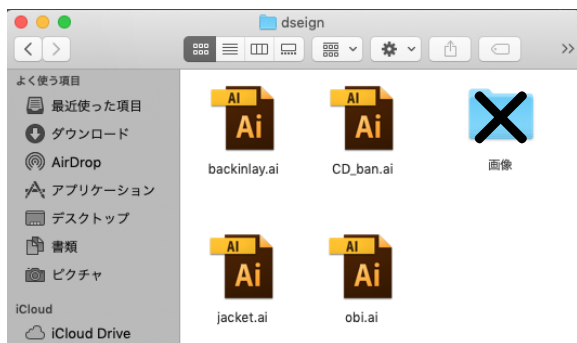 dseign
よく使う項目
最近使った項目
ダウンロード
AirDrop
アプリケーション
デスクトップ
書類
ピクチャ
iCloud
iCloud Drive
AI
Ai
backinlay.ai
AI
Ai
CD_ban.ai
画像
AI
Ai
jacket.ai
AI
Ai
obi.ai